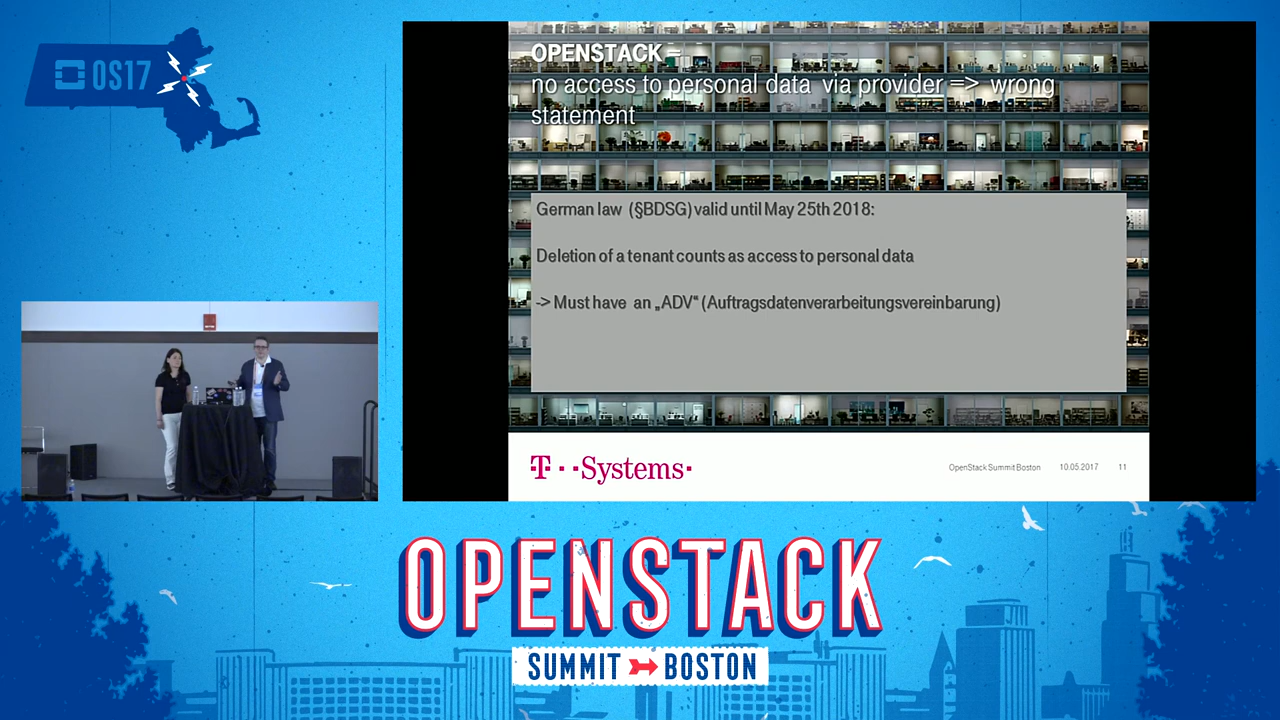 OS17
OPENSTACK =
no access to personal data via provider => wrong
statement
German law (§BDSG) valid until May 25th 2018:
Deletion of a tenant counts as access to personal data
-> Must have an „ADV“ (Auftragsdatenverarbeitungsvereinbarung)
T··Systems·
OpenStack Summit Boston 10.05.2017 11
OPENSTACK
SUMMIT BOSTON